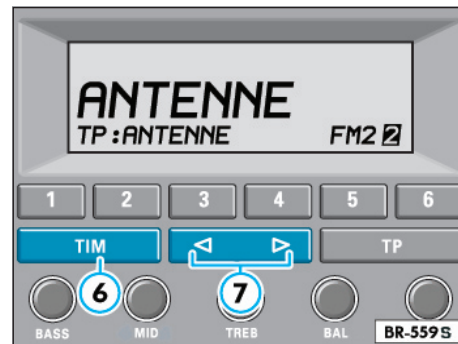 ANTENNE
TP:ANTENNE FM2 2
1 2 3 4 5 6
TIM ◁ ▷ TP
6 7
BASS MID TREB BAL BR-559S